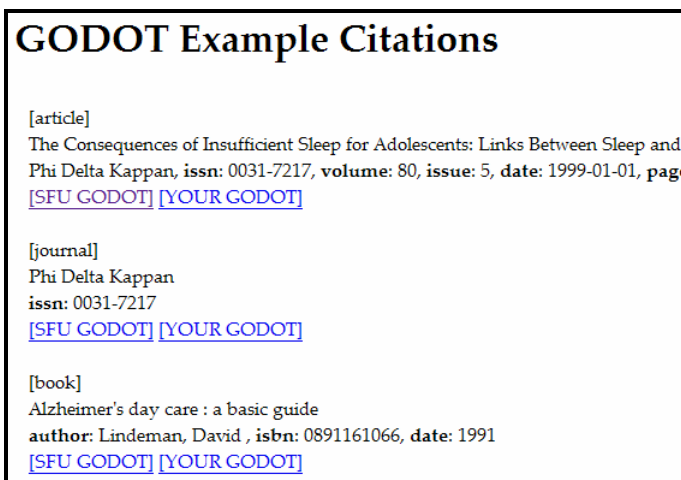 GODOT Example Citations
[article]
The Consequences of Insufficient Sleep for Adolescents: Links Between Sleep and
Phi Delta Kappan, issn: 0031-7217, volume: 80, issue: 5, date: 1999-01-01, page
[SFU GODOT] [YOUR GODOT]
[journal]
Phi Delta Kappan
issn: 0031-7217
[SFU GODOT] [YOUR GODOT]
[book]
Alzheimer's day care : a basic guide
author: Lindeman, David , isbn: 0891161066, date: 1991
[SFU GODOT] [YOUR GODOT]